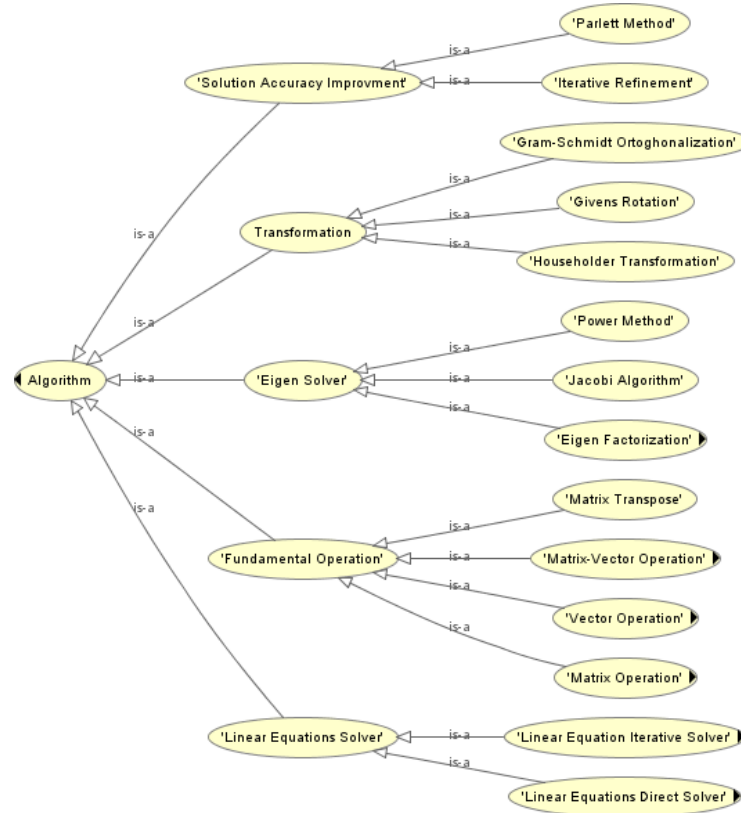 'Parlett Method'
is-a
'Solution Accuracy Improvment'
is-a
'Iterative Refinement'
'Gram-Schmidt Ortoghonalization'
is-a
'Givens Rotation'
is-a
is-a
Transformation
is-a
'Householder Transformation'
'Power Method'
is-a
is-a
Algorithm
is-a
'Eigen Solver'
is-a
'Jacobi Algorithm'
is-a
is-a
'Eigen Factorization'
'Matrix Transpose'
is-a
is-a
'Fundamental Operation'
is-a
'Matrix-Vector Operation'
is-a
'Vector Operation'
is-a
'Matrix Operation'
'Linear Equations Solver'
is-a
'Linear Equation Iterative Solver'
is-a
'Linear Equations Direct Solver'